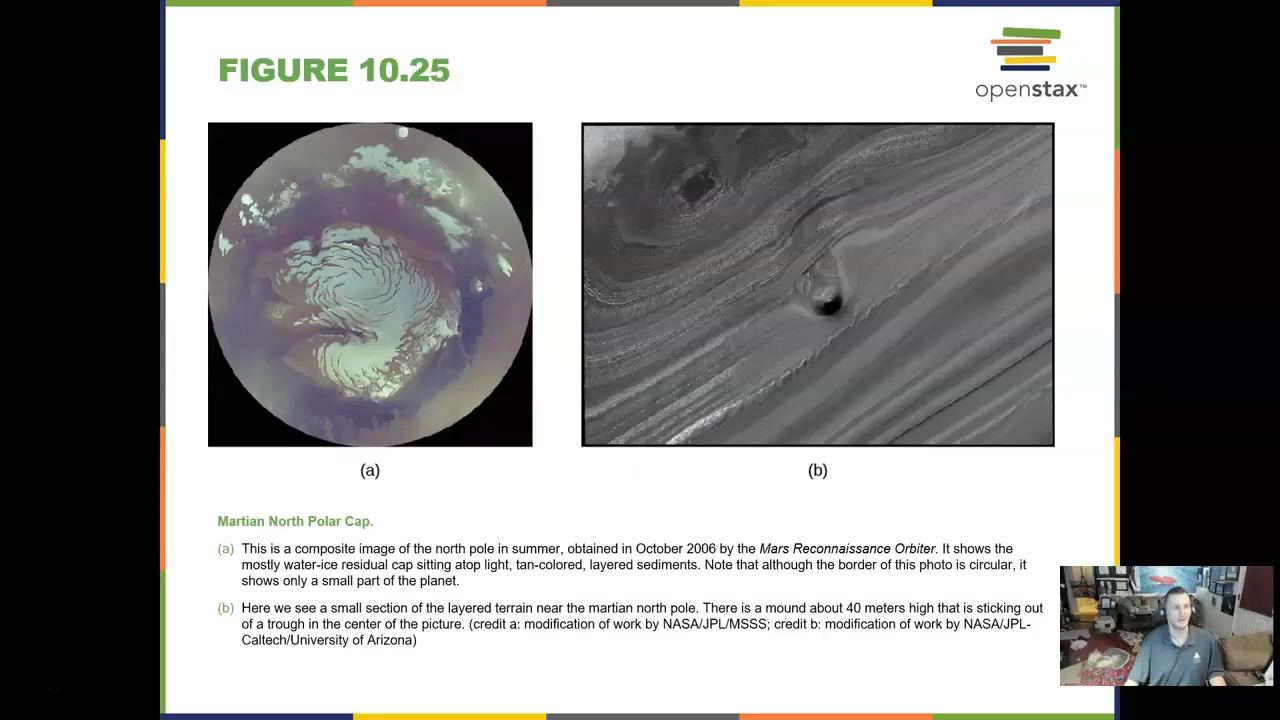 FIGURE 10.25
openstax™
(a)
(b)
Martian North Polar Cap.
(a) This is a composite image of the north pole in summer, obtained in October 2006 by the Mars Reconnaissance Orbiter. It shows the
mostly water-ice residual cap sitting atop light, tan-colored, layered sediments. Note that although the border of this photo is circular, it
shows only a small part of the planet.
(b) Here we see a small section of the layered terrain near the martian north pole. There is a mound about 40 meters high that is sticking out
of a trough in the center of the picture. (credit a: modification of work by NASA/JPL/MSSS; credit b: modification of work by NASA/JPL-
Caltech/University of Arizona)